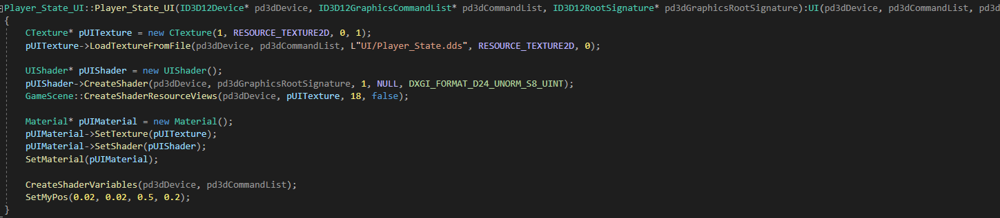 Player_State_UI::Player_State_UI(ID3D12Device* pd3dDevice, ID3D12GraphicsCommandList* pd3dCommandList, ID3D12RootSignature* pd3dGraphicsRootSignature):UI(pd3dDevice, pd3dCommandList, pd3d
{
CTexture* pUITexture = new CTexture(1, RESOURCE_TEXTURE2D, 0, 1);
pUITexture->LoadTextureFromFile(pd3dDevice, pd3dCommandList, L"UI/Player_State.dds", RESOURCE_TEXTURE2D, 0);
UIShader* pUIShader = new UIShader();
pUIShader->CreateShader(pd3dDevice, pd3dGraphicsRootSignature, 1, NULL, DXGI_FORMAT_D24_UNORM_S8_UINT);
GameScene::CreateShaderResourceViews(pd3dDevice, pUITexture, 18, false);
Material* pUIMaterial = new Material();
pUIMaterial->SetTexture(pUITexture);
pUIMaterial->SetShader(pUIShader);
SetMaterial(pUIMaterial);
CreateShaderVariables(pd3dDevice, pd3dCommandList);
SetMyPos(0.02, 0.02, 0.5, 0.2);
}